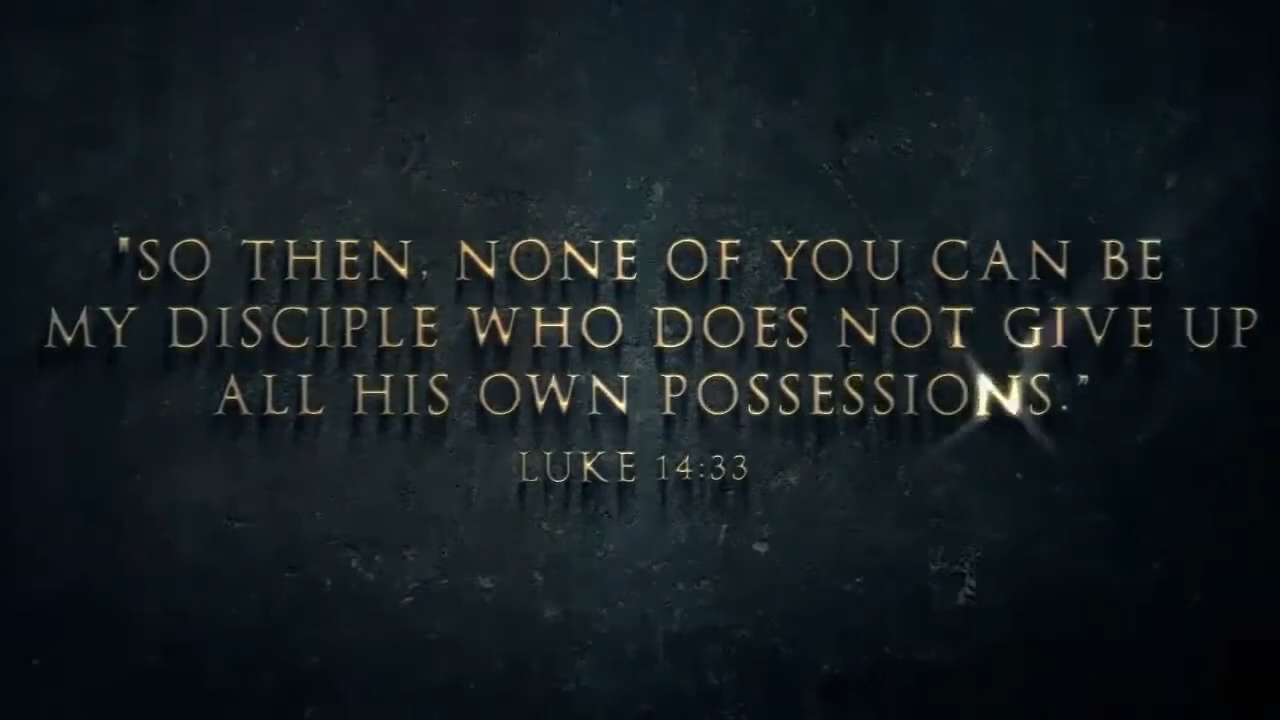 "SO THEN, NONE OF YOU CAN BE
MY DISCIPLE WHO DOES NOT GIVE UP
ALL HIS OWN POSSESSIONS."
LUKE 14:33